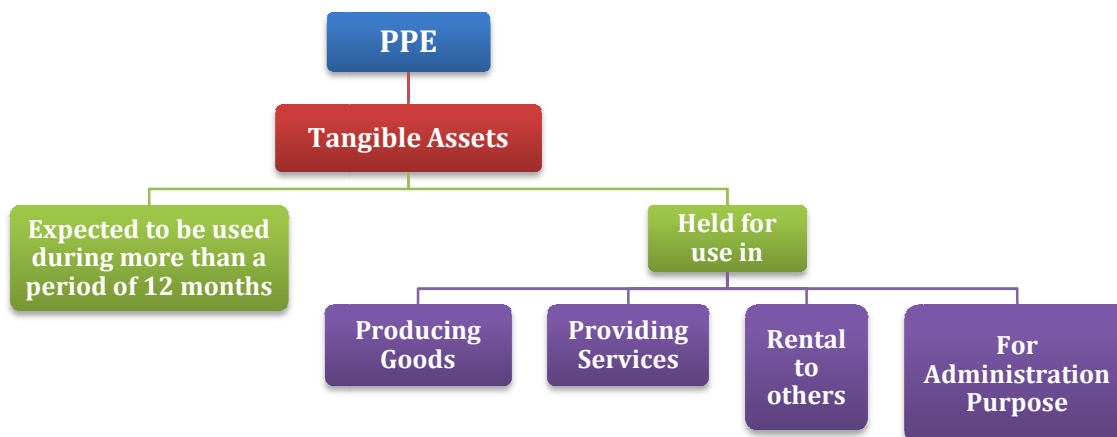 PPE
Tangible Assets
Expected to be used
during more than a
period of 12 months
Held for
use in
Producing
Goods
Providing
Services
Rental
to
others
For
Administration
Purpose